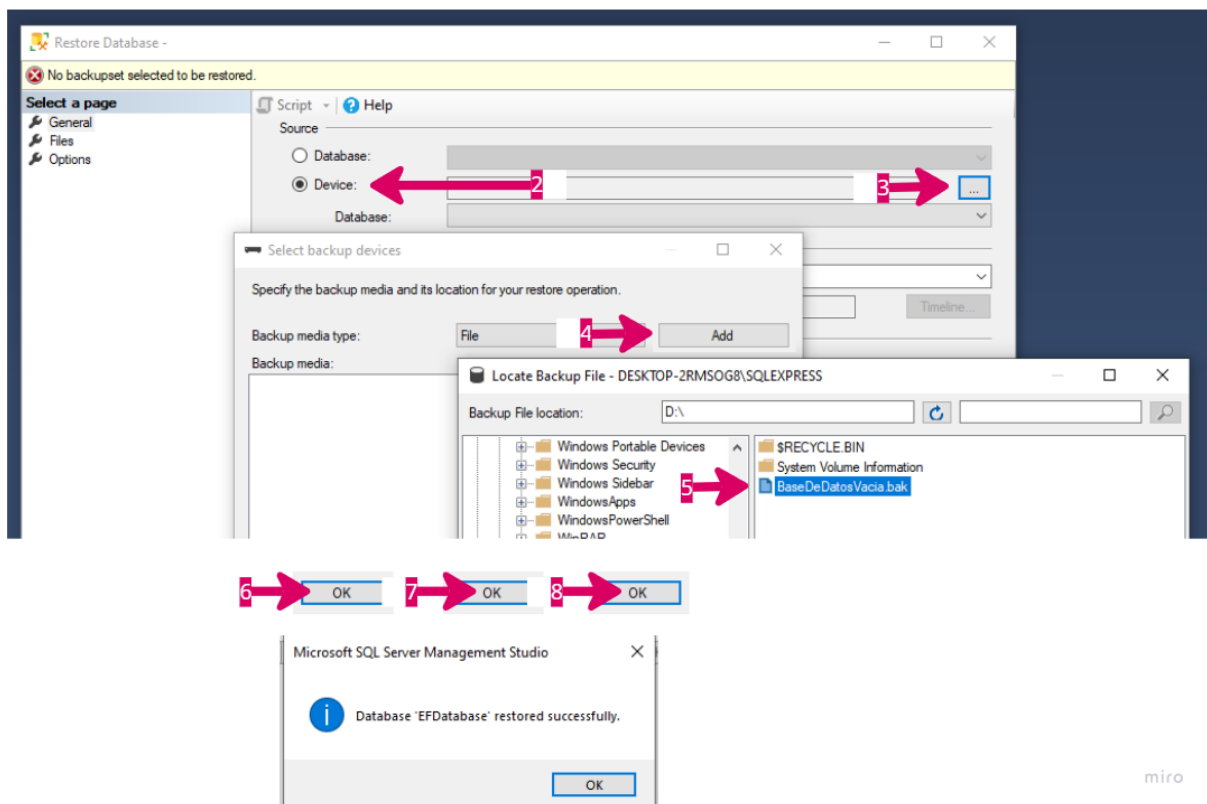 Restore Database -
No backupset selected to be restored.
Select a page
General
Files
Options
Script
Help
Source
Database:
Device:
2
3
...
Database:
Select backup devices
Specify the backup media and its location for your restore operation.
Timeline...
Backup media type:
File
4
Add
Backup media:
Locate Backup File - DESKTOP-2RMSOG8\SQLEXPRESS
Backup File location:
D:\
Windows Portable Devices
Windows Security
Windows Sidebar
WindowsApps
WindowsPowerShell
WinRAR
$RECYCLE.BIN
System Volume Information
5
BaseDeDatosVacia.bak
6
OK
7
OK
8
OK
Microsoft SQL Server Management Studio
Database 'EFDatabase' restored successfully.
OK
miro